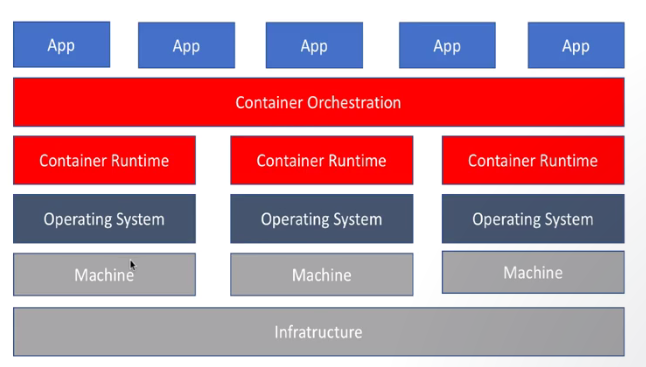 App App App App App
Container Orchestration
Container Runtime Container Runtime Container Runtime
Operating System Operating System Operating System
Machine Machine Machine
Infratructure